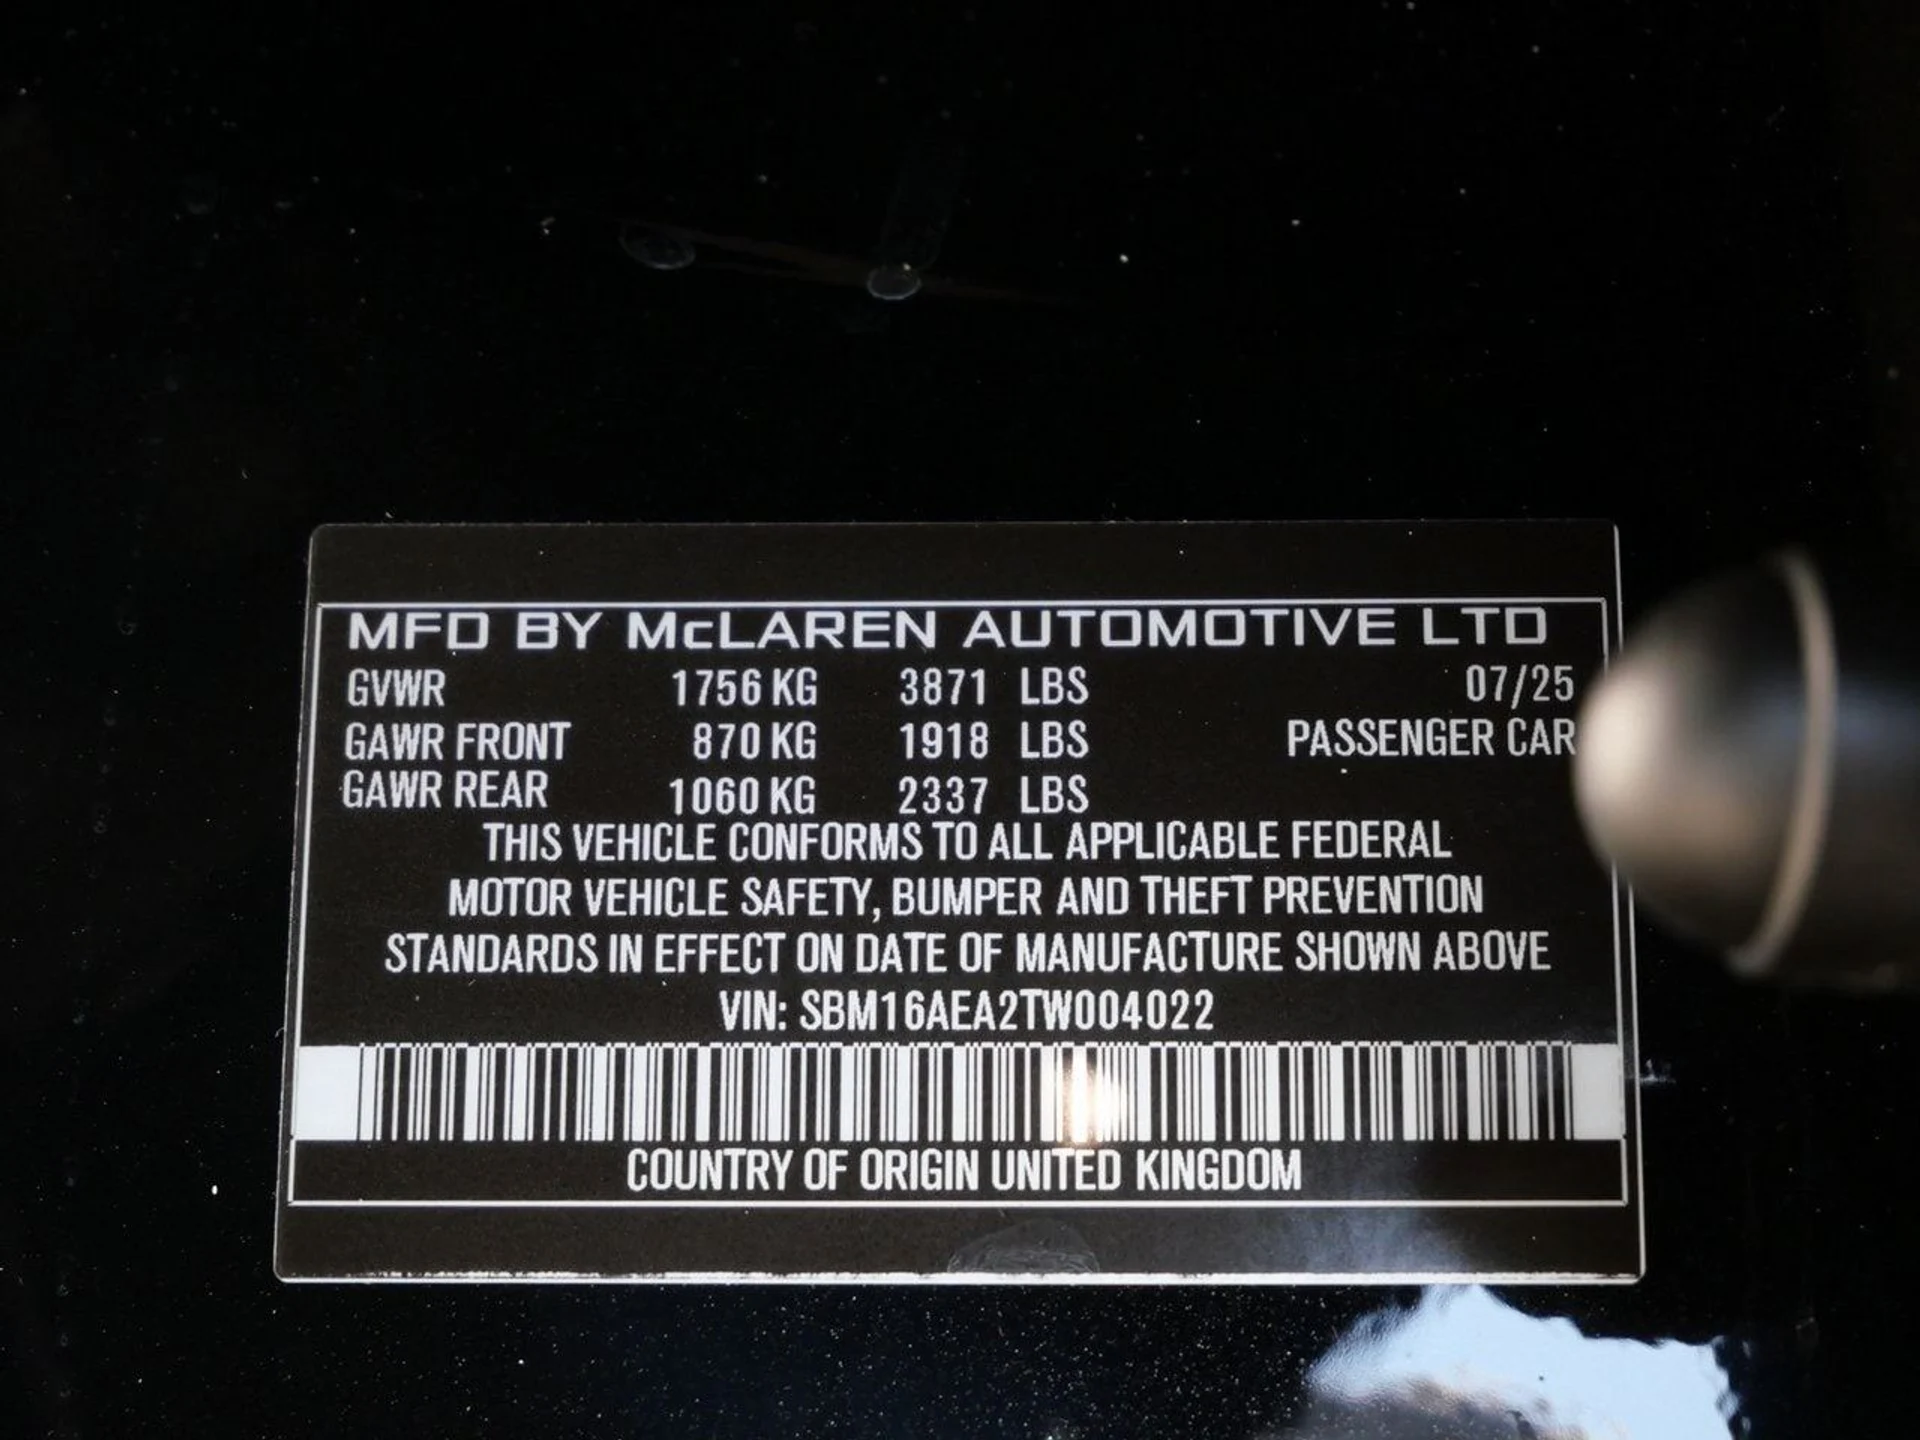 MFD BY McLAREN AUTOMOTIVE LTD
GVWR 1756 KG 3871 LBS 07/25
GAWR FRONT 870 KG 1918 LBS PASSENGER CAR
GAWR REAR 1060 KG 2337 LBS
THIS VEHICLE CONFORMS TO ALL APPLICABLE FEDERAL
MOTOR VEHICLE SAFETY, BUMPER AND THEFT PREVENTION
STANDARDS IN EFFECT ON DATE OF MANUFACTURE SHOWN ABOVE
VIN: SBM16AEA2TW004022
COUNTRY OF ORIGIN UNITED KINGDOM